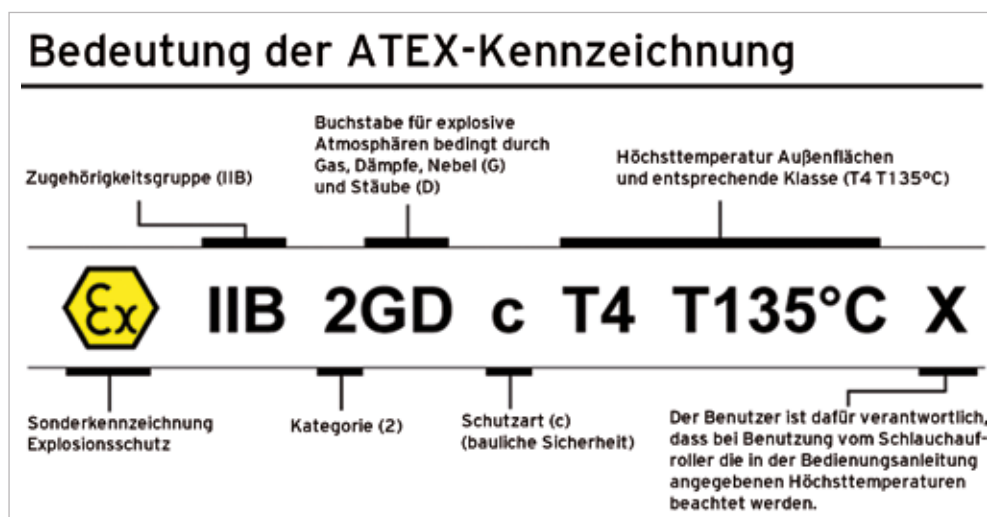 Bedeutung der ATEX-Kennzeichnung
Buchstabe für explosive
Atmosphären bedingt durch
Gas, Dämpfe, Nebel (G)
und Stäube (D)
Zugehörigkeitsgruppe (IIB)
Höchsttemperatur Außenflächen
und entsprechende Klasse (T4 T135°C)
Ex IIB 2GD c T4 T135°C X
Sonderkennzeichnung
Explosionsschutz
Kategorie (2)
Schutzart (c)
(bauliche Sicherheit)
Der Benutzer ist dafür verantwortlich,
dass bei Benutzung vom Schlauchauf-
roller die in der Bedienungsanleitung
angegebenen Höchsttemperaturen
beachtet werden.